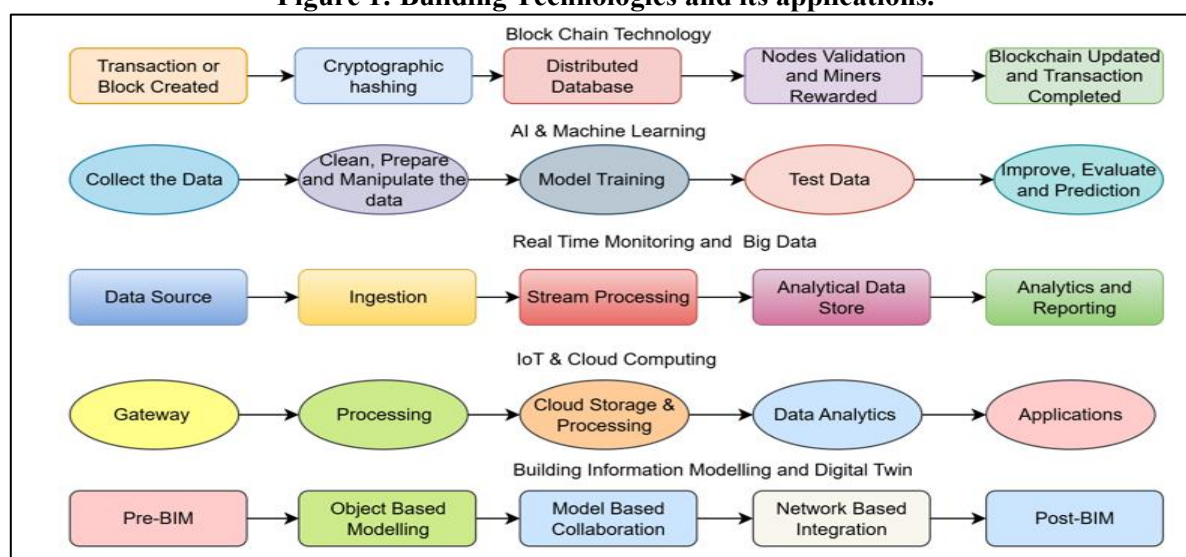 Figure 1: Building Technologies and its applications.
Block Chain Technology
Transaction or
Block Created
Cryptographic
hashing
Distributed
Database
Nodes Validation
and Miners
Rewarded
Blockchain Updated
and Transaction
Completed
AI & Machine Learning
Collect the Data
Clean, Prepare
and Manipulate the
data
Model Training
Test Data
Improve, Evaluate
and Prediction
Real Time Monitoring and Big Data
Data Source
Ingestion
Stream Processing
Analytical Data
Store
Analytics and
Reporting
IoT & Cloud Computing
Gateway
Processing
Cloud Storage &
Processing
Data Analytics
Applications
Building Information Modelling and Digital Twin
Pre-BIM
Object Based
Modelling
Model Based
Collaboration
Network Based
Integration
Post-BIM